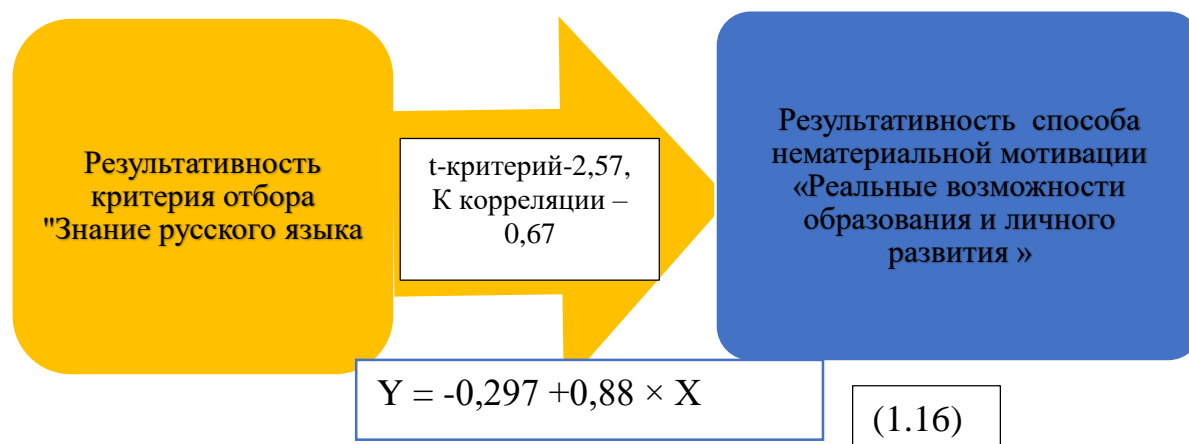 Результативность
критерия отбора
"Знание русского языка
t-критерий-2,57,
К корреляции –
0,67
Результативность способа
нематериальной мотивации
«Реальные возможности
образования и личного
развития »
Y = -0,297 +0,88 × X
(1.16)